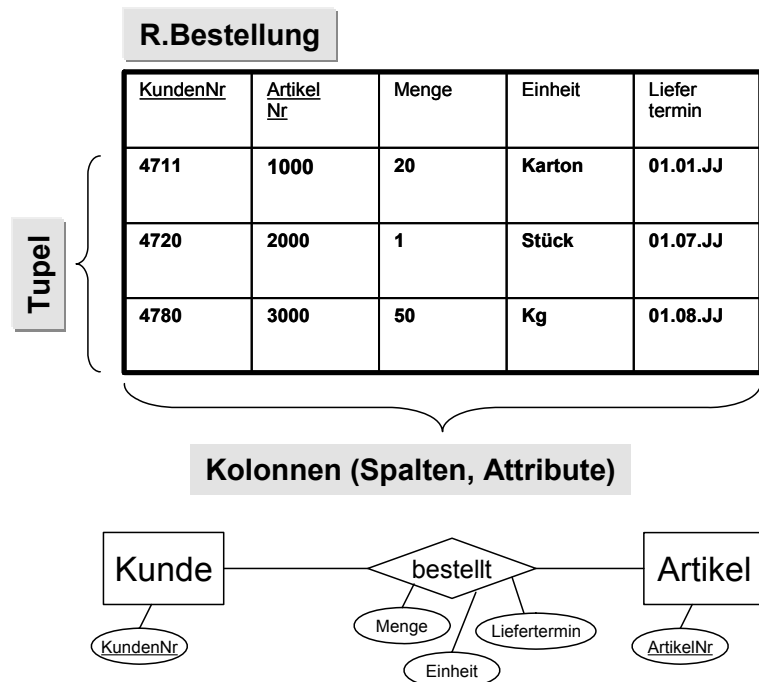 R.Bestellung
KundenNr Artikel Menge Einheit Liefer
Nr termin
4711 1000 20 Karton 01.01.JJ
4720 2000 1 Stück 01.07.JJ
4780 3000 50 Kg 01.08.JJ
Tupel
Kolonnen (Spalten, Attribute)
Kunde bestellt Artikel
Menge Liefertermin
KundenNr ArtikelNr
Einheit